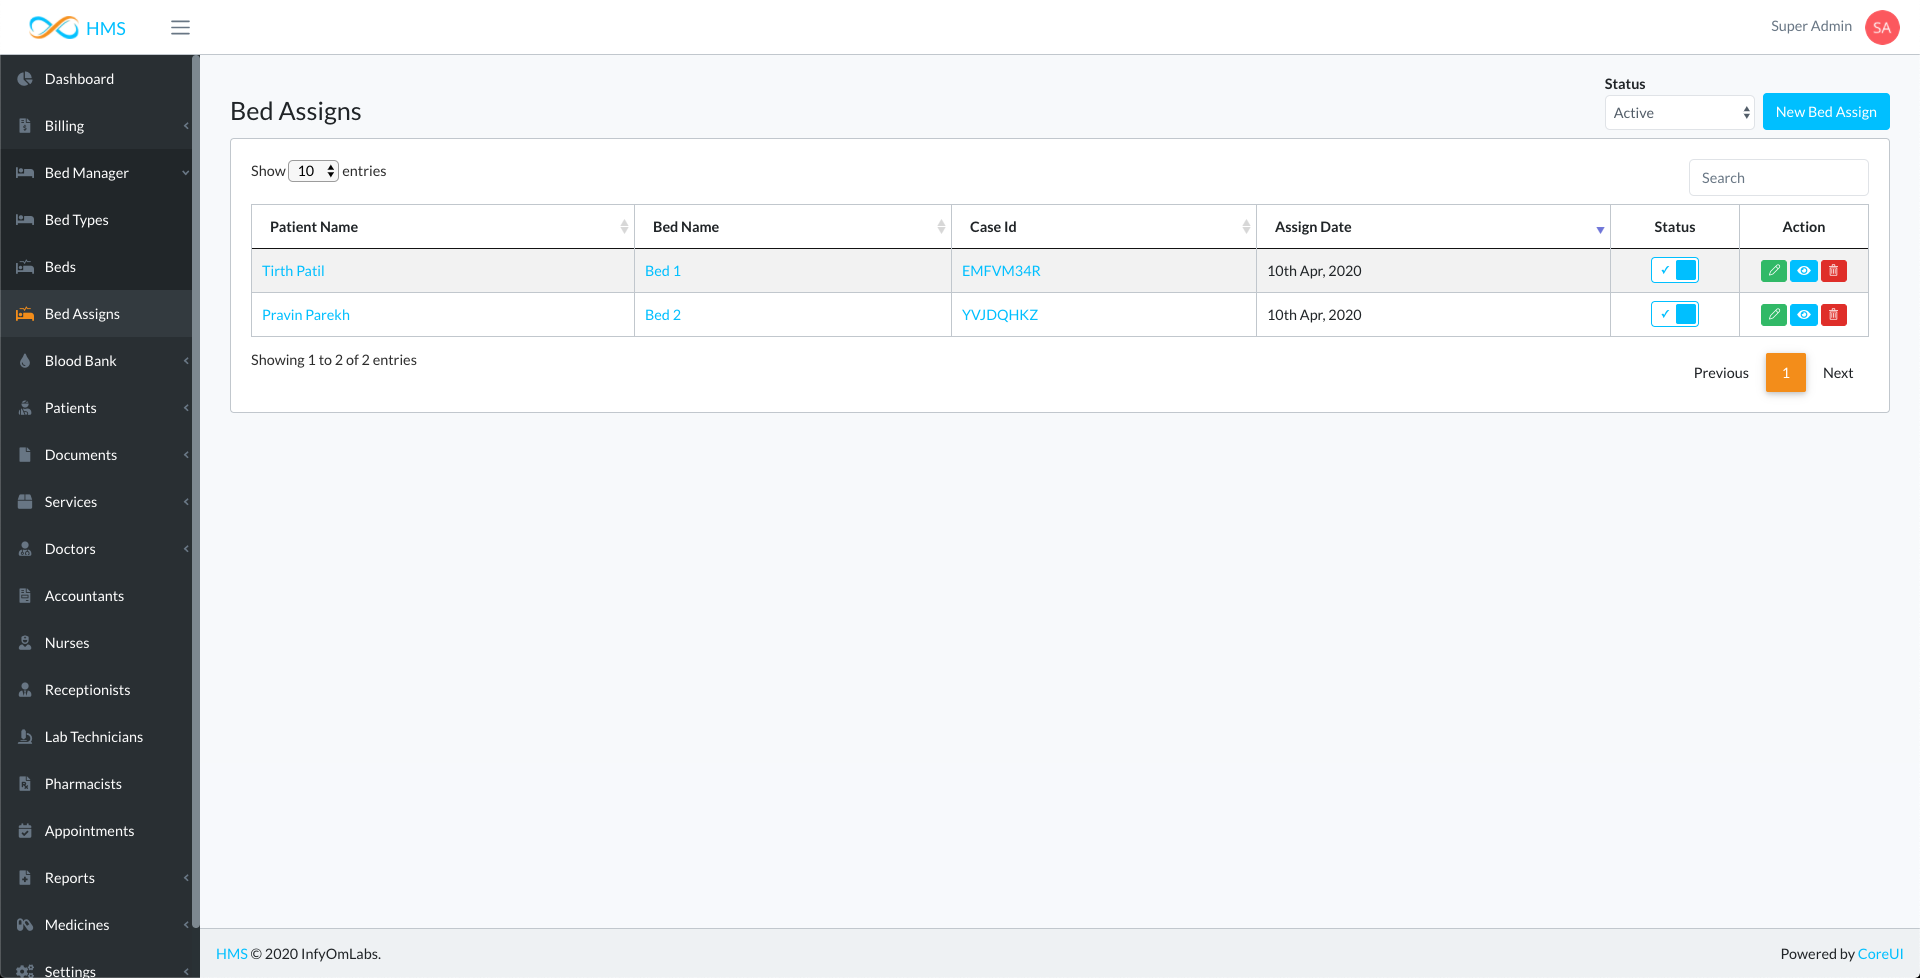 HMS
Super Admin
SA
Dashboard
Billing
Bed Manager
Bed Types
Beds
Bed Assigns
Blood Bank
Patients
Documents
Services
Doctors
Accountants
Nurses
Receptionists
Lab Technicians
Pharmacists
Appointments
Reports
Medicines
Settings
Bed Assigns
Status
Active
New Bed Assign
Show 10 entries
Search
Patient Name Bed Name Case Id Assign Date Status Action
Tirth Patil Bed 1 EMFVM34R 10th Apr, 2020
Pravin Parekh Bed 2 YVJDQHKZ 10th Apr, 2020
Showing 1 to 2 of 2 entries
Previous 1 Next
HMS © 2020 InfyOmLabs.
Powered by CoreUI